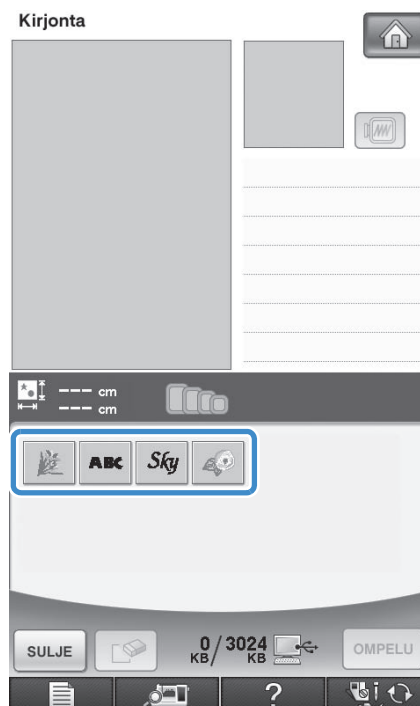 Kirjonta
--- cm
--- cm
ABC Sky
SULJE
0 KB / 3024 KB
OMPELU
?